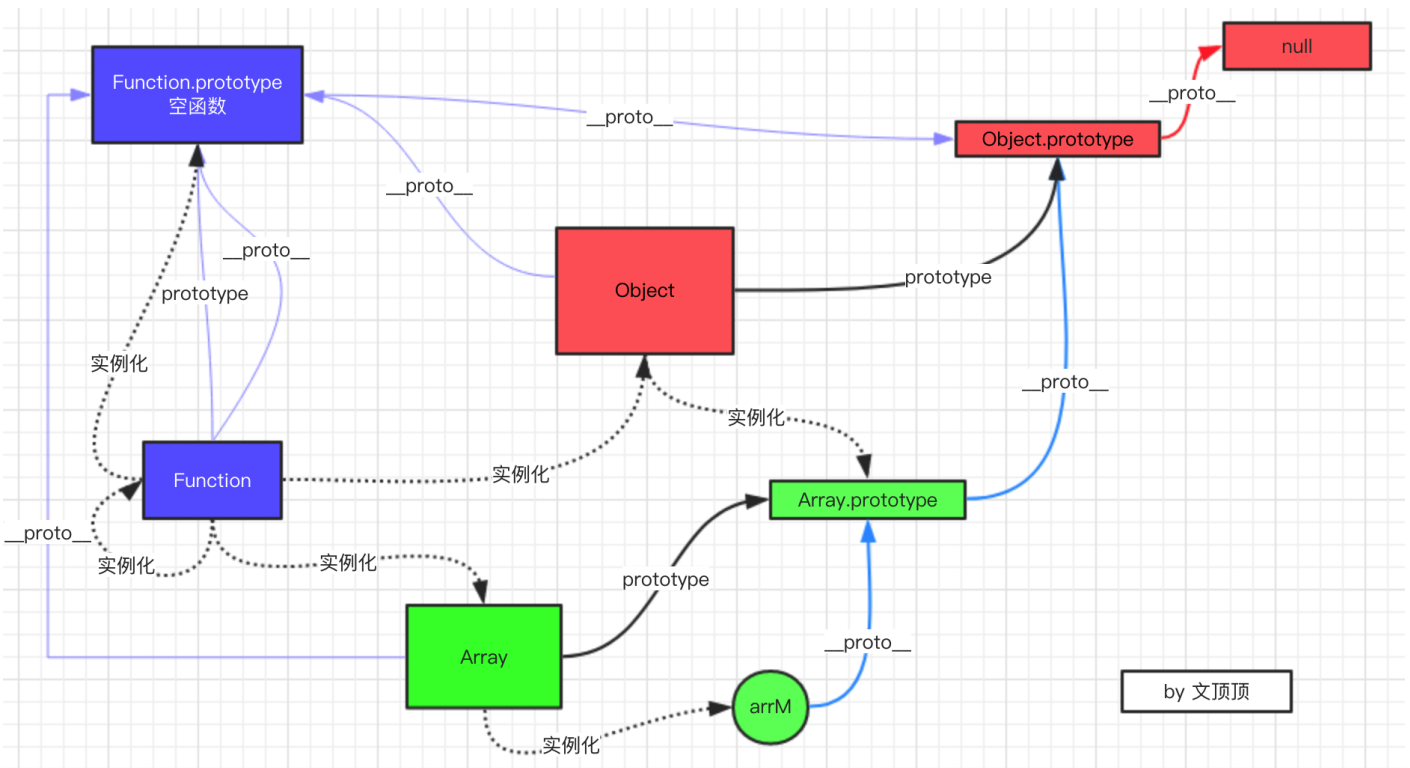 null
Function.prototype
空函数
__proto__
__proto__
Object.prototype
__proto__
__proto__
prototype
Object
prototype
实例化
__proto__
实例化
Function
实例化
Array.prototype
__proto__
实例化
实例化
prototype
__proto__
Array
arrM
by 文顶顶
实例化